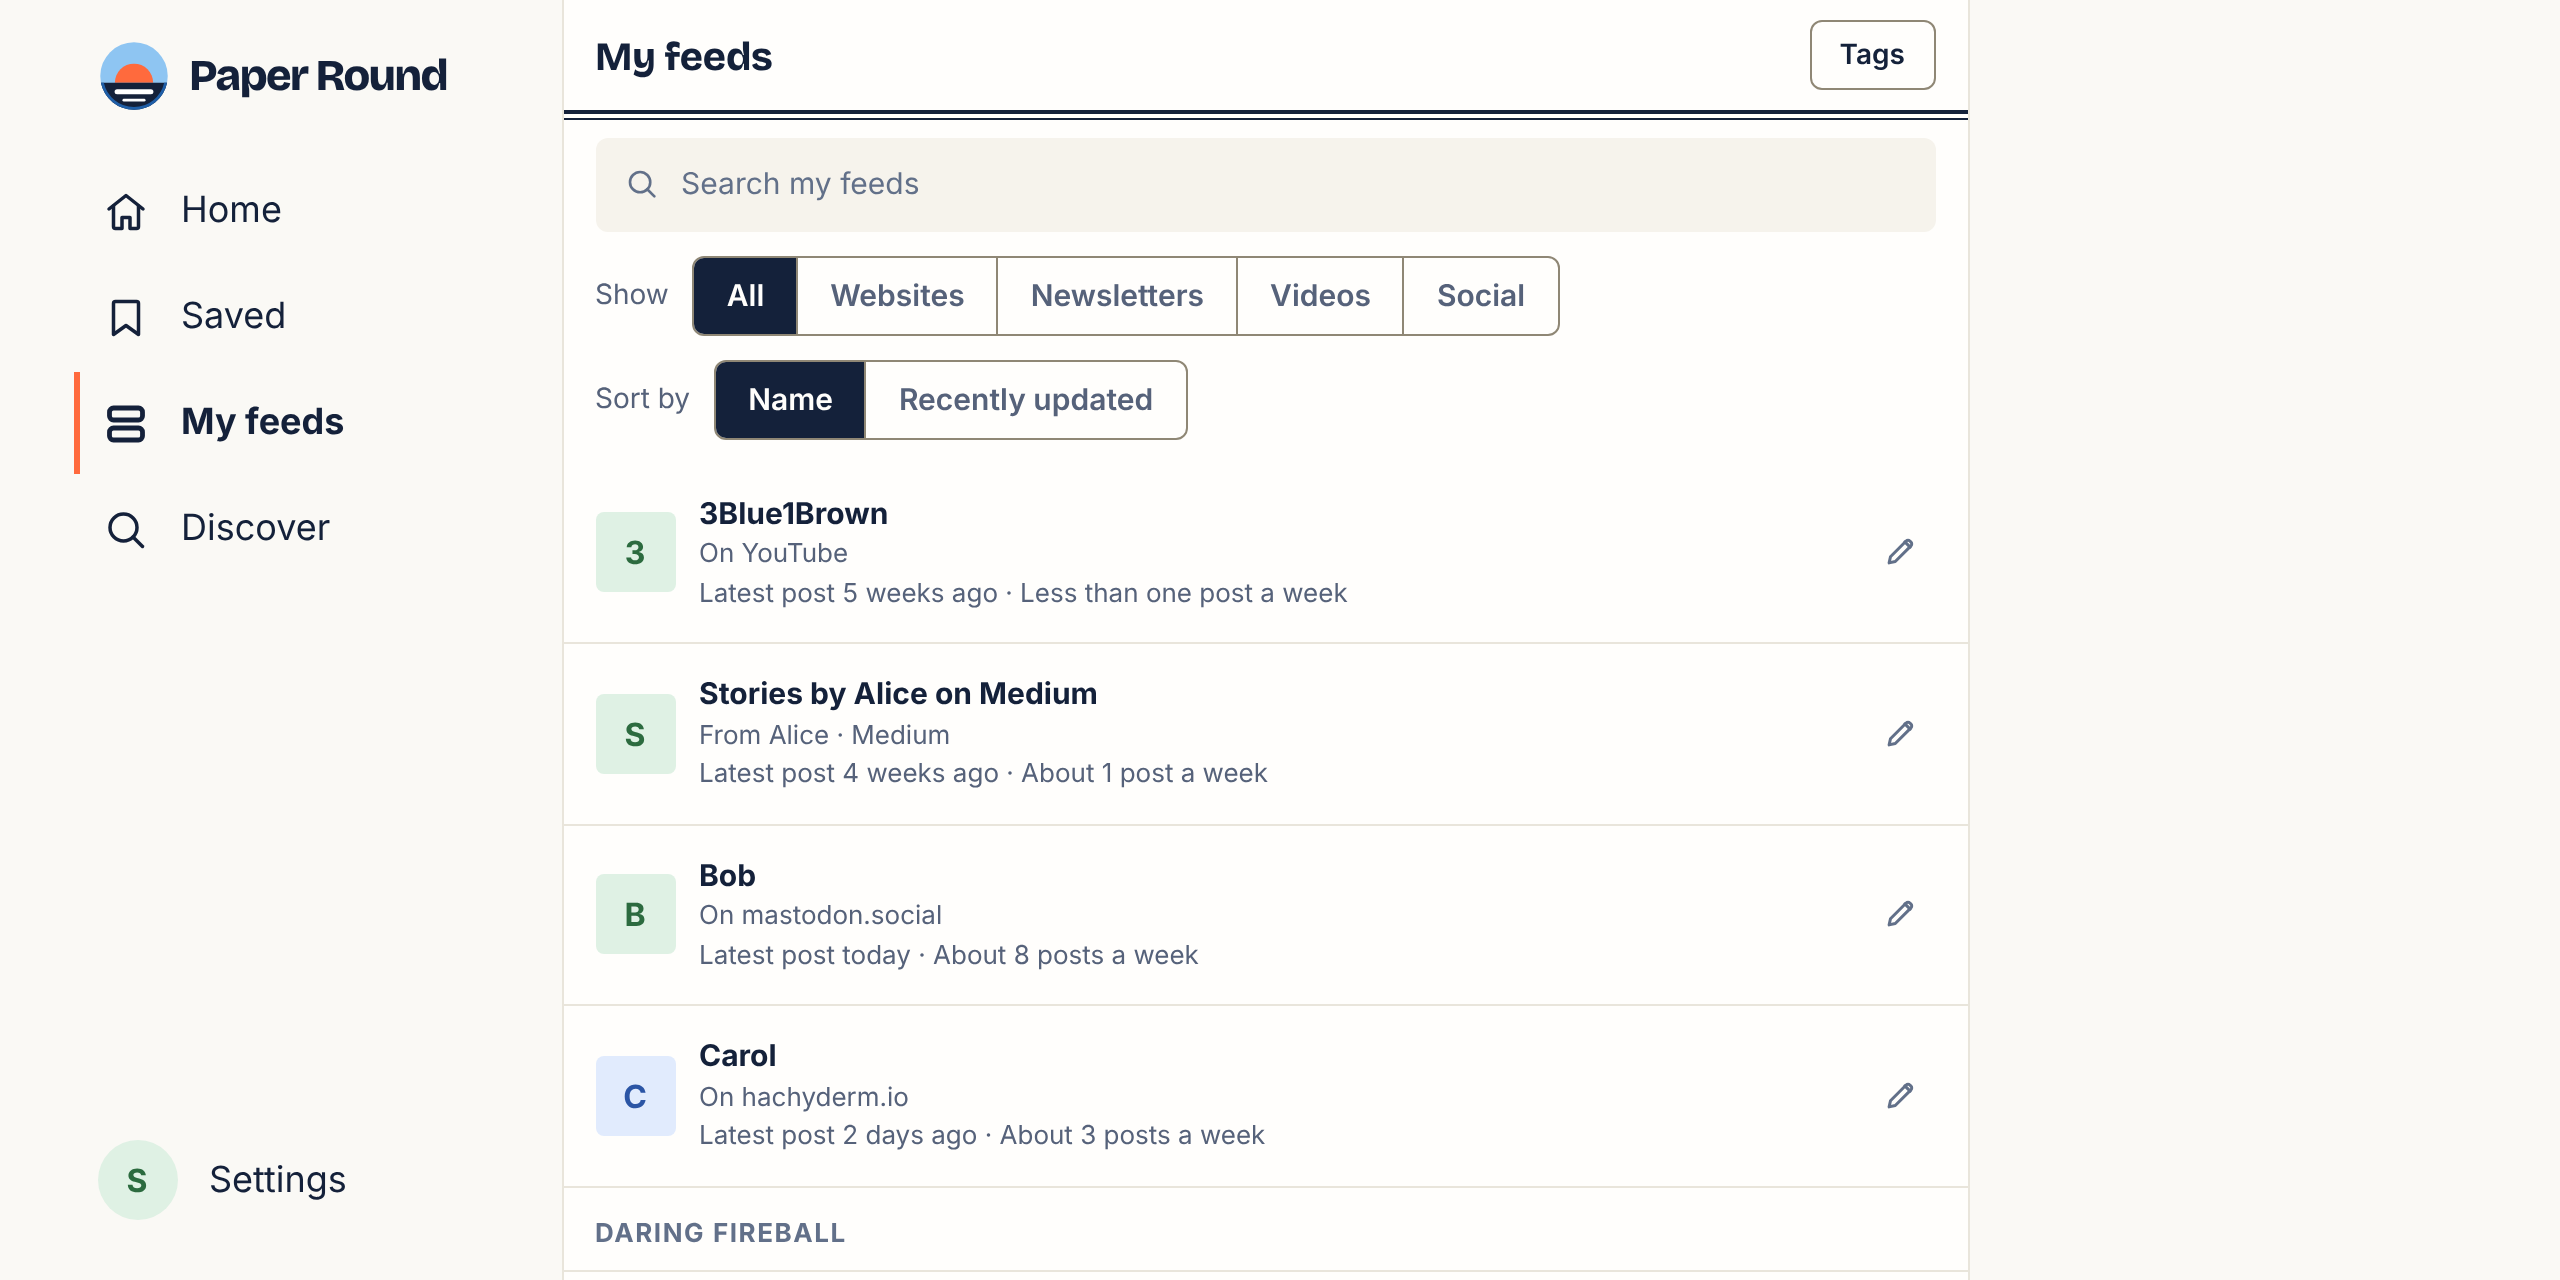 Paper Round
Home
Saved
My feeds
Discover
S Settings
My feeds
Tags
Search my feeds
Show All Websites Newsletters Videos Social
Sort by Name Recently updated
3
3Blue1Brown
On YouTube
Latest post 5 weeks ago · Less than one post a week
S
Stories by Alice on Medium
From Alice · Medium
Latest post 4 weeks ago · About 1 post a week
B
Bob
On mastodon.social
Latest post today · About 8 posts a week
C
Carol
On hachyderm.io
Latest post 2 days ago · About 3 posts a week
DARING FIREBALL